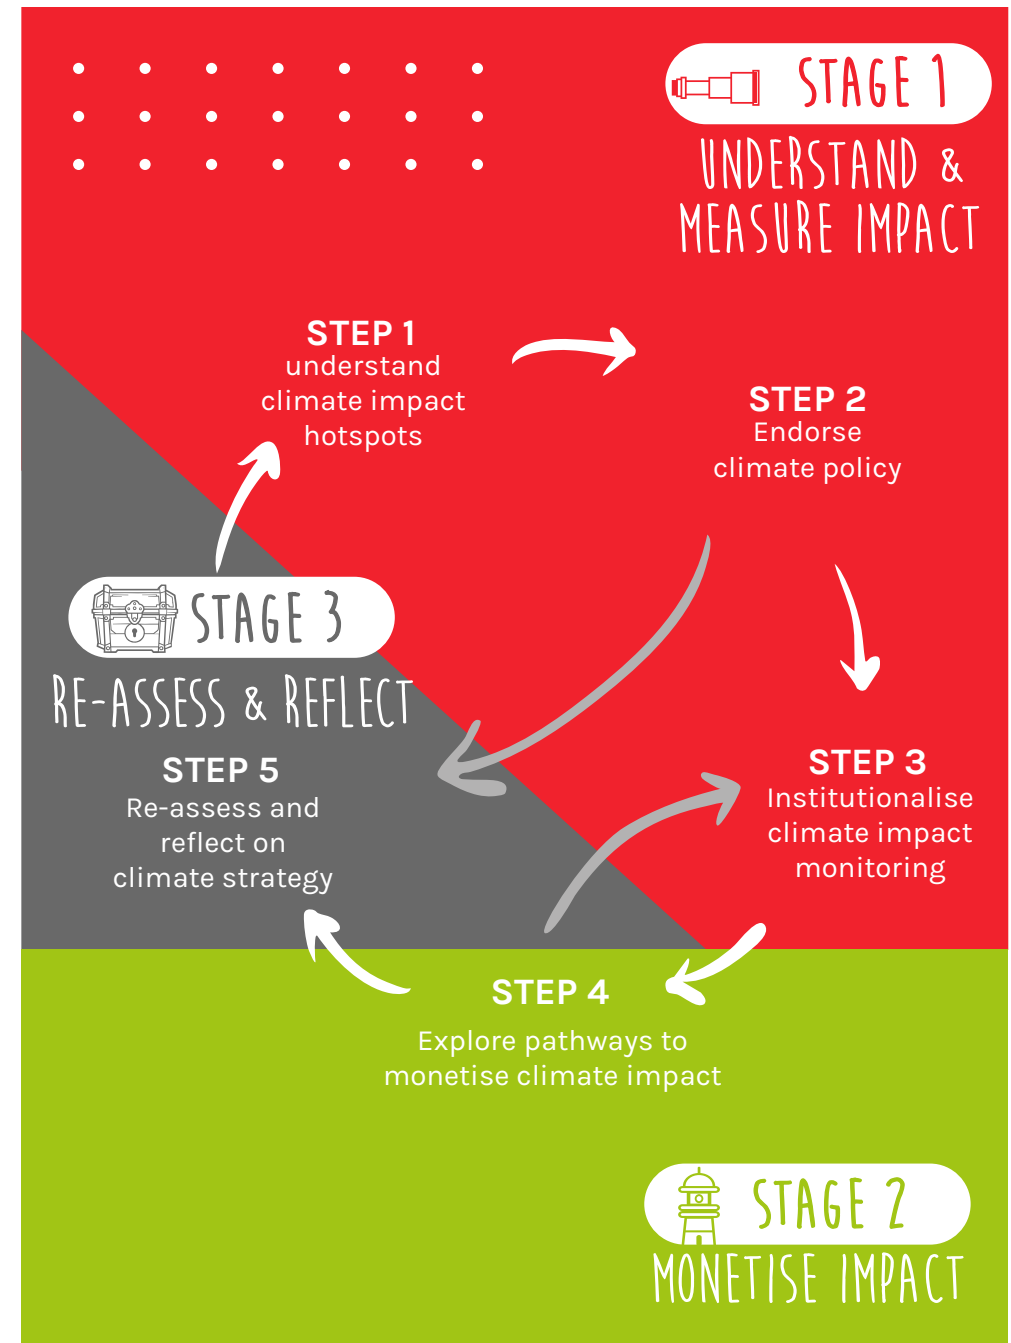 STAGE 1
UNDERSTAND &
MEASURE IMPACT
STEP 1
understand
climate impact
hotspots
STEP 2
Endorse
climate policy
STAGE 3
RE-ASSESS & REFLECT
STEP 5
Re-assess and
reflect on
climate strategy
STEP 3
Institutionalise
climate impact
monitoring
STEP 4
Explore pathways to
monetise climate impact
STAGE 2
MONETISE IMPACT